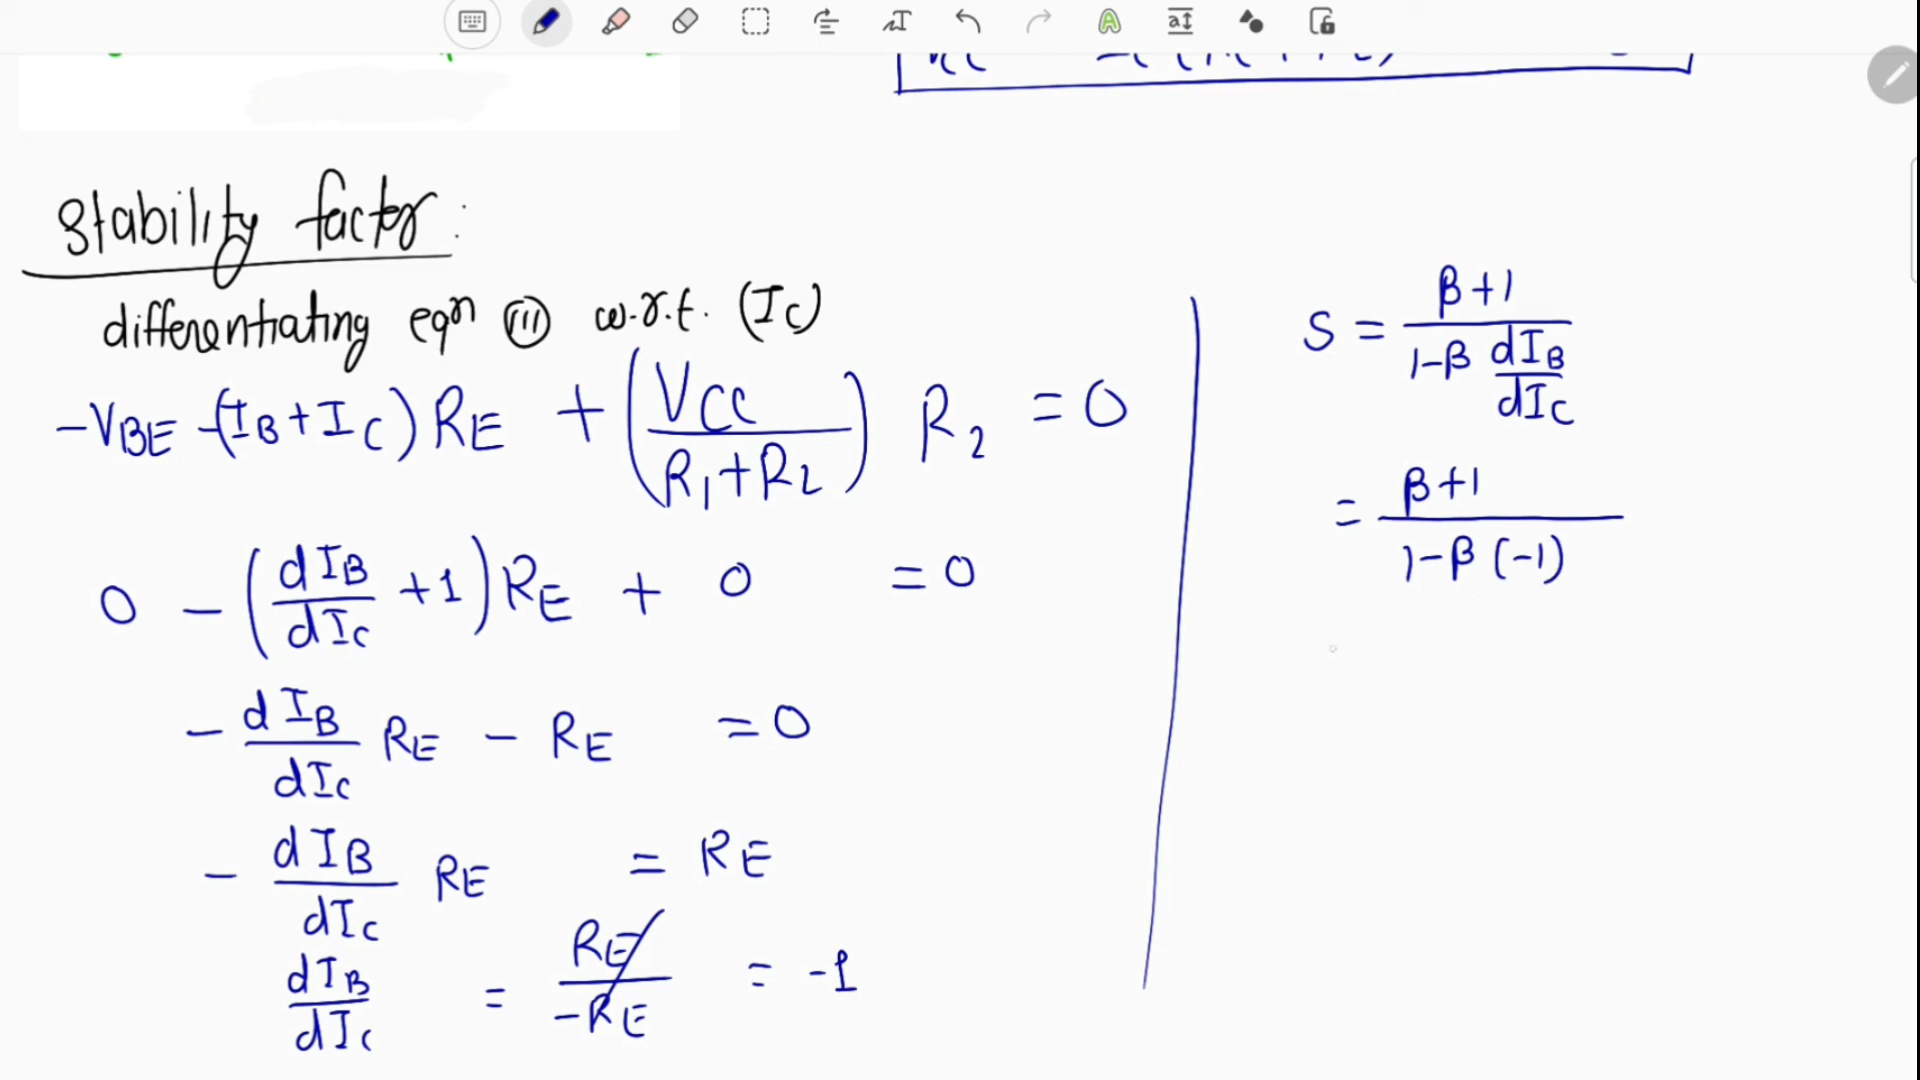 Stability factor :
differentiating eqn (iii) w.r.t. (Ic)
-VBE -(IB+Ic) RE + (Vcc/(R1+R2)) R2 = 0
0 - (dIB/dIc +1) RE + 0 = 0
- dIB/dIc RE - RE = 0
- dIB/dIc RE = RE
dIB/dIc = RE/-RE = -1
S = β+1/(1-β dIB/dIc)
= β+1/(1-β (-1))